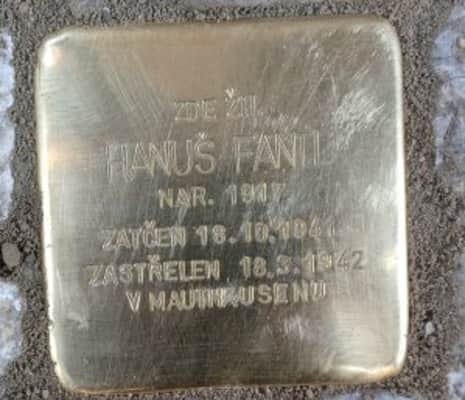 ZDE ŽIL
HANUŠ FANTL
NAR. 1917
ZATČEN 18.10.1941
ZASTŘELEN 18.3.1942
V MAUTHAUSENU